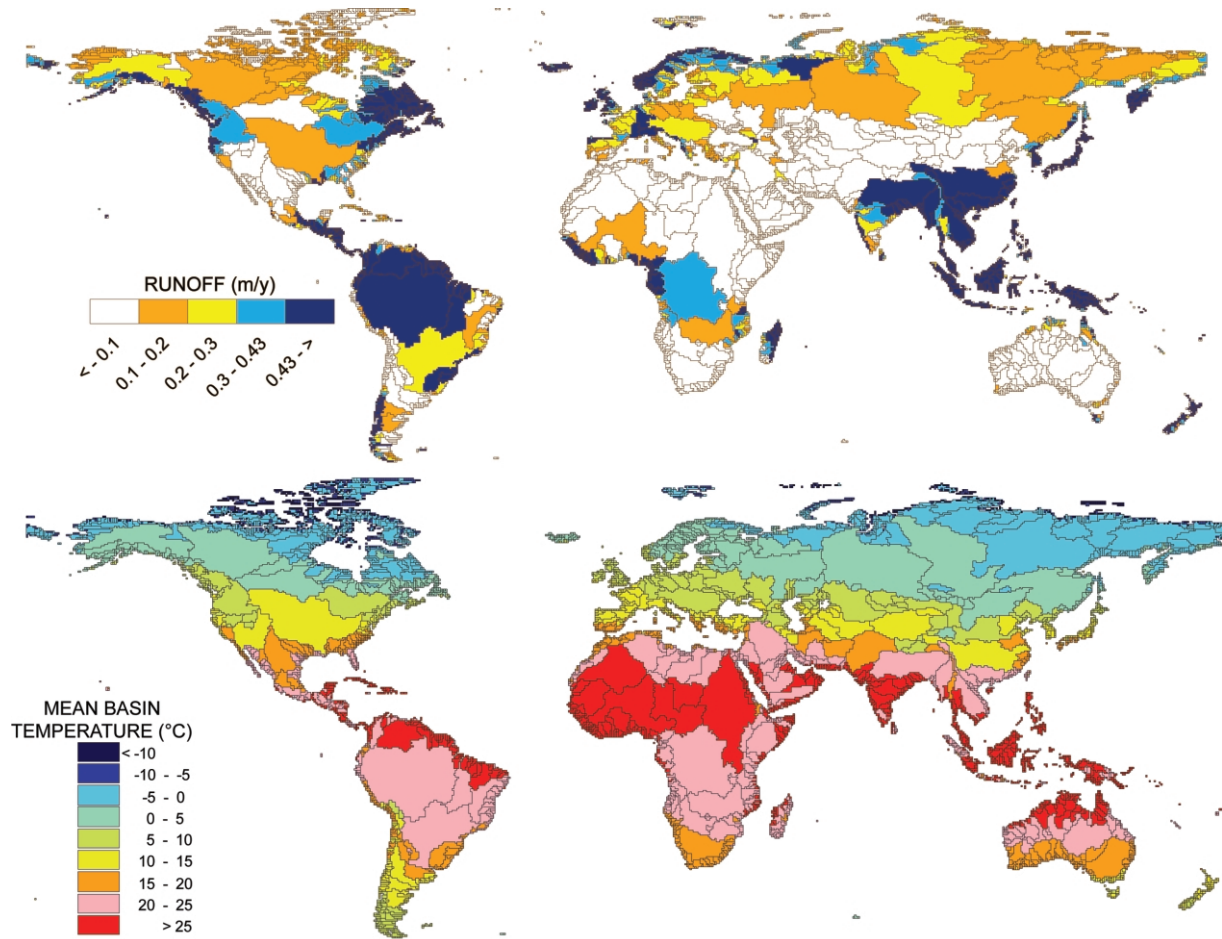 RUNOFF (m/y)
< - 0.1
0.1 - 0.2
0.2 - 0.3
0.3 - 0.43
0.43 - >
MEAN BASIN
TEMPERATURE (°C)
< -10
-10 - -5
-5 - 0
0 - 5
5 - 10
10 - 15
15 - 20
20 - 25
> 25